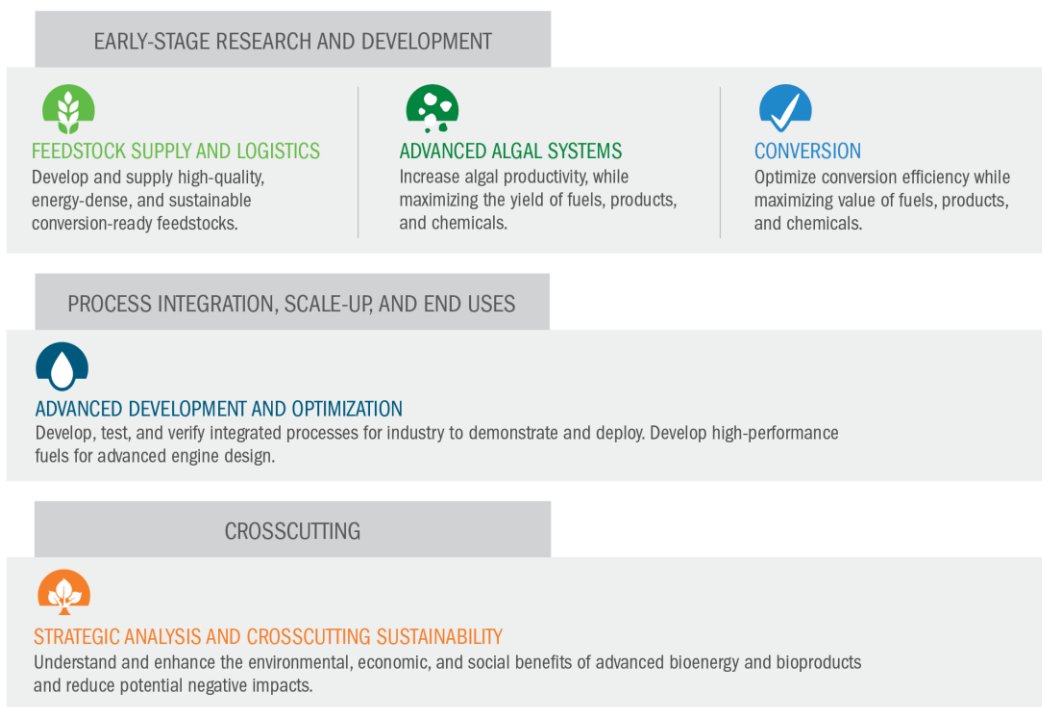 EARLY-STAGE RESEARCH AND DEVELOPMENT
FEEDSTOCK SUPPLY AND LOGISTICS
Develop and supply high-quality,
energy-dense, and sustainable
conversion-ready feedstocks.
ADVANCED ALGAL SYSTEMS
Increase algal productivity, while
maximizing the yield of fuels, products,
and chemicals.
CONVERSION
Optimize conversion efficiency while
maximizing value of fuels, products,
and chemicals.
PROCESS INTEGRATION, SCALE-UP, AND END USES
ADVANCED DEVELOPMENT AND OPTIMIZATION
Develop, test, and verify integrated processes for industry to demonstrate and deploy. Develop high-performance
fuels for advanced engine design.
CROSSCUTTING
STRATEGIC ANALYSIS AND CROSSCUTTING SUSTAINABILITY
Understand and enhance the environmental, economic, and social benefits of advanced bioenergy and bioproducts
and reduce potential negative impacts.